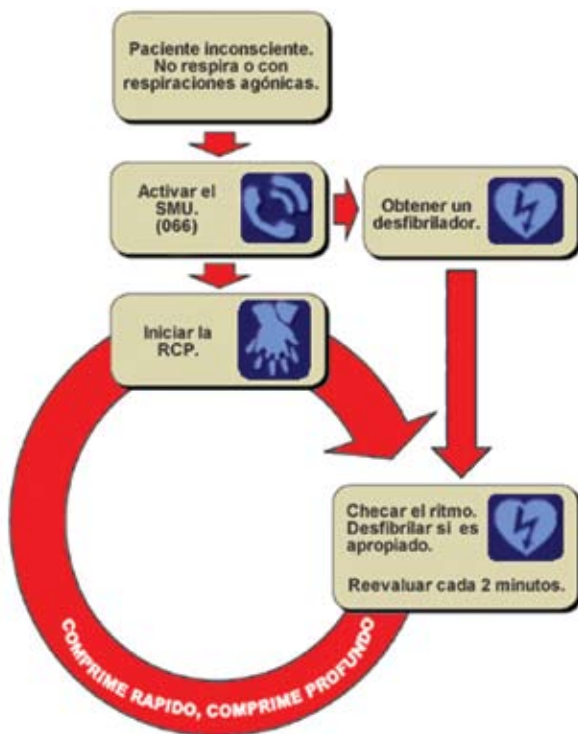 Paciente inconsciente.
No respira o con
respiraciones agónicas.
Activar el
SMU.
(066)
Obtener un
desfibrilador.
Iniciar la
RCP.
Checar el ritmo.
Desfibrilar si es
apropiado.
Reevaluar cada 2 minutos.
COMPRIME RAPIDO, COMPRIME PROFUNDO